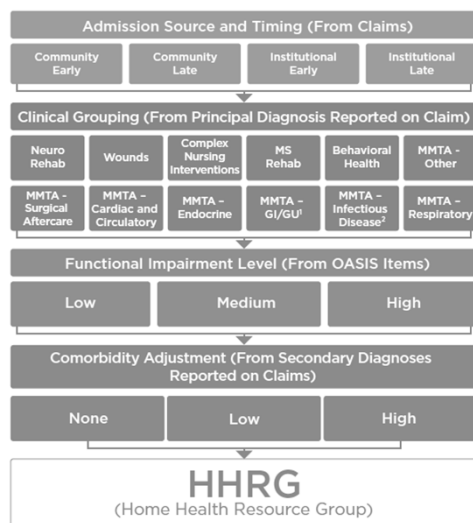 Admission Source and Timing (From Claims)
Community Early
Community Late
Institutional Early
Institutional Late
Clinical Grouping (From Principal Diagnosis Reported on Claim)
Neuro Rehab
Wounds
Complex Nursing Interventions
MS Rehab
Behavioral Health
MMTA - Other
MMTA - Surgical Aftercare
MMTA – Cardiac and Circulatory
MMTA – Endocrine
MMTA – GI/GU¹
MMTA – Infectious Disease²
MMTA – Respiratory
Functional Impairment Level (From OASIS Items)
Low
Medium
High
Comorbidity Adjustment (From Secondary Diagnoses
Reported on Claims)
None
Low
High
HHRG
(Home Health Resource Group)